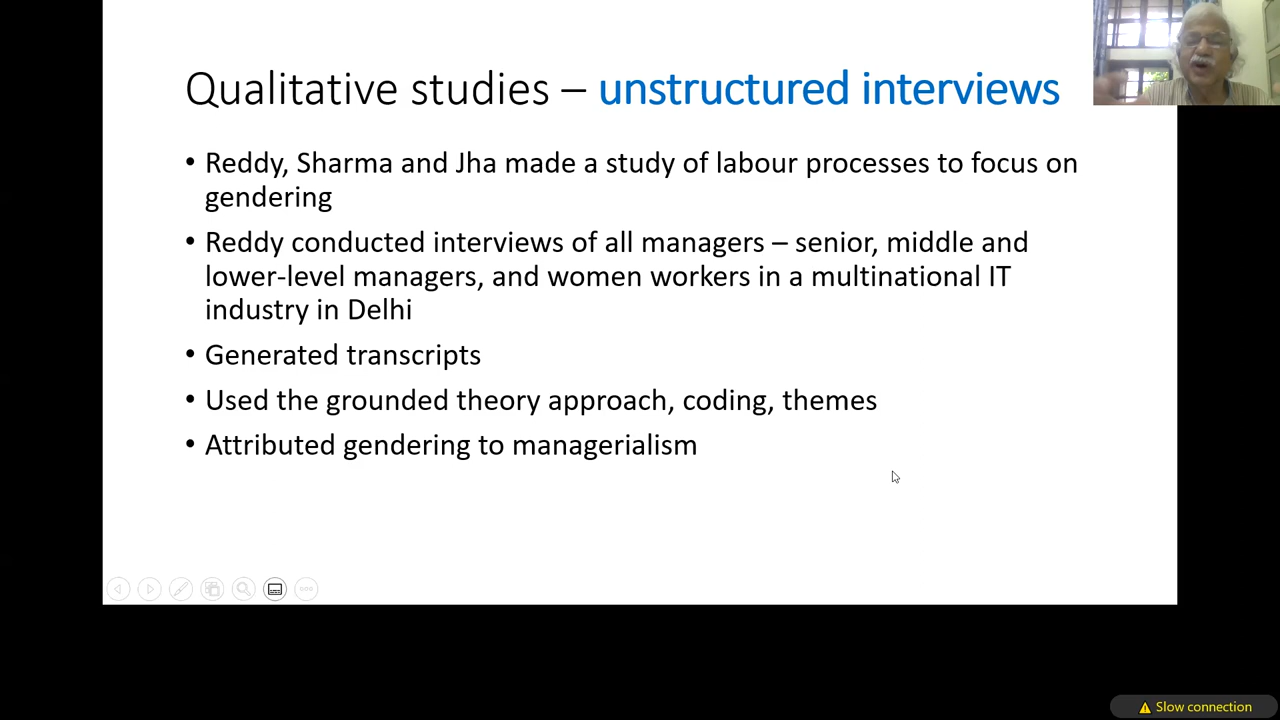 Qualitative studies – unstructured interviews
• Reddy, Sharma and Jha made a study of labour processes to focus on
gendering
• Reddy conducted interviews of all managers – senior, middle and
lower-level managers, and women workers in a multinational IT
industry in Delhi
• Generated transcripts
• Used the grounded theory approach, coding, themes
• Attributed gendering to managerialism
Slow connection